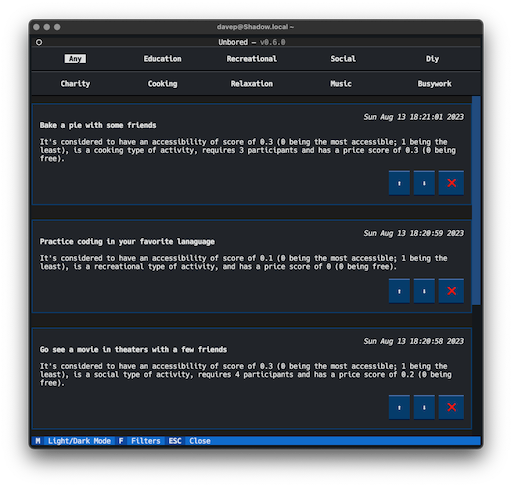 davep@Shadow.local —
Unbored — v0.6.0
Any Education Recreational Social Diy
Charity Cooking Relaxation Music Busywork
Sun Aug 13 18:21:01 2023
Bake a pie with some friends
It's considered to have an accessibility of score of 0.3 (0 being the most accessible; 1 being the
least), is a cooking type of activity, requires 3 participants and has a price score of 0.3 (0 being
free).
Sun Aug 13 18:20:59 2023
Practice coding in your favorite lanaguage
It's considered to have an accessibility of score of 0.1 (0 being the most accessible; 1 being the
least), is a recreational type of activity, and has a price score of 0 (0 being free).
Sun Aug 13 18:20:58 2023
Go see a movie in theaters with a few friends
It's considered to have an accessibility of score of 0.3 (0 being the most accessible; 1 being the
least), is a social type of activity, requires 4 participants and has a price score of 0.2 (0 being
free).
M Light/Dark Mode F Filters ESC Close